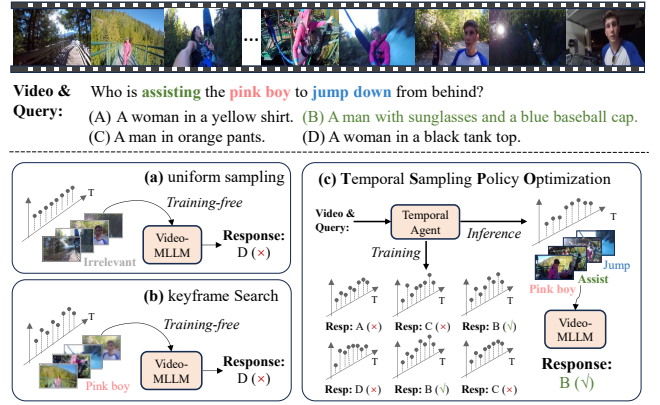 ...
Video & Query:
Who is assisting the pink boy to jump down from behind?
(A) A woman in a yellow shirt. (B) A man with sunglasses and a blue baseball cap.
(C) A man in orange pants. (D) A woman in a black tank top.
(a) uniform sampling
T
Training-free
Irrelevant
Video-MLLM
Response:
D (×)
(b) keyframe Search
T
Training-free
Pink boy
Video-MLLM
Response:
D (×)
(c) Temporal Sampling Policy Optimization
Video & Query:
Temporal Agent
Inference
T
Training
Jump
Assist
Pink boy
T T T
Resp: A (×) Resp: C (×) Resp: B (√)
T T T
Resp: D (×) Resp: B (√) Resp: C (×)
Video-MLLM
Response:
B (√)